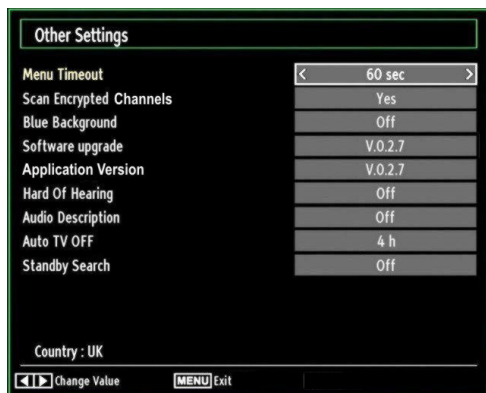 Other Settings
Menu Timeout < 60 sec >
Scan Encrypted Channels Yes
Blue Background Off
Software upgrade V.0.2.7
Application Version V.0.2.7
Hard Of Hearing Off
Audio Description Off
Auto TV OFF 4 h
Standby Search Off
Country : UK
Change Value MENU Exit